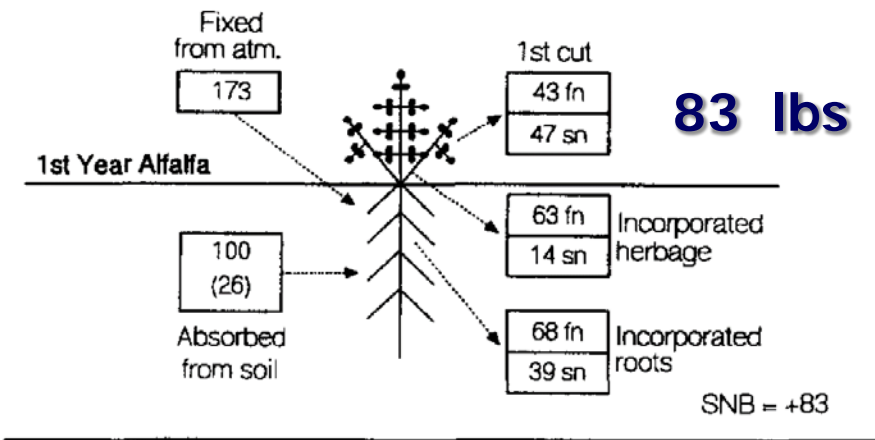 Fixed
from atm.
173
1st cut
43 fn
47 sn
83 lbs
1st Year Alfalfa
63 fn
14 sn
Incorporated
herbage
100
(26)
Absorbed
from soil
68 fn
39 sn
Incorporated
roots
SNB = +83